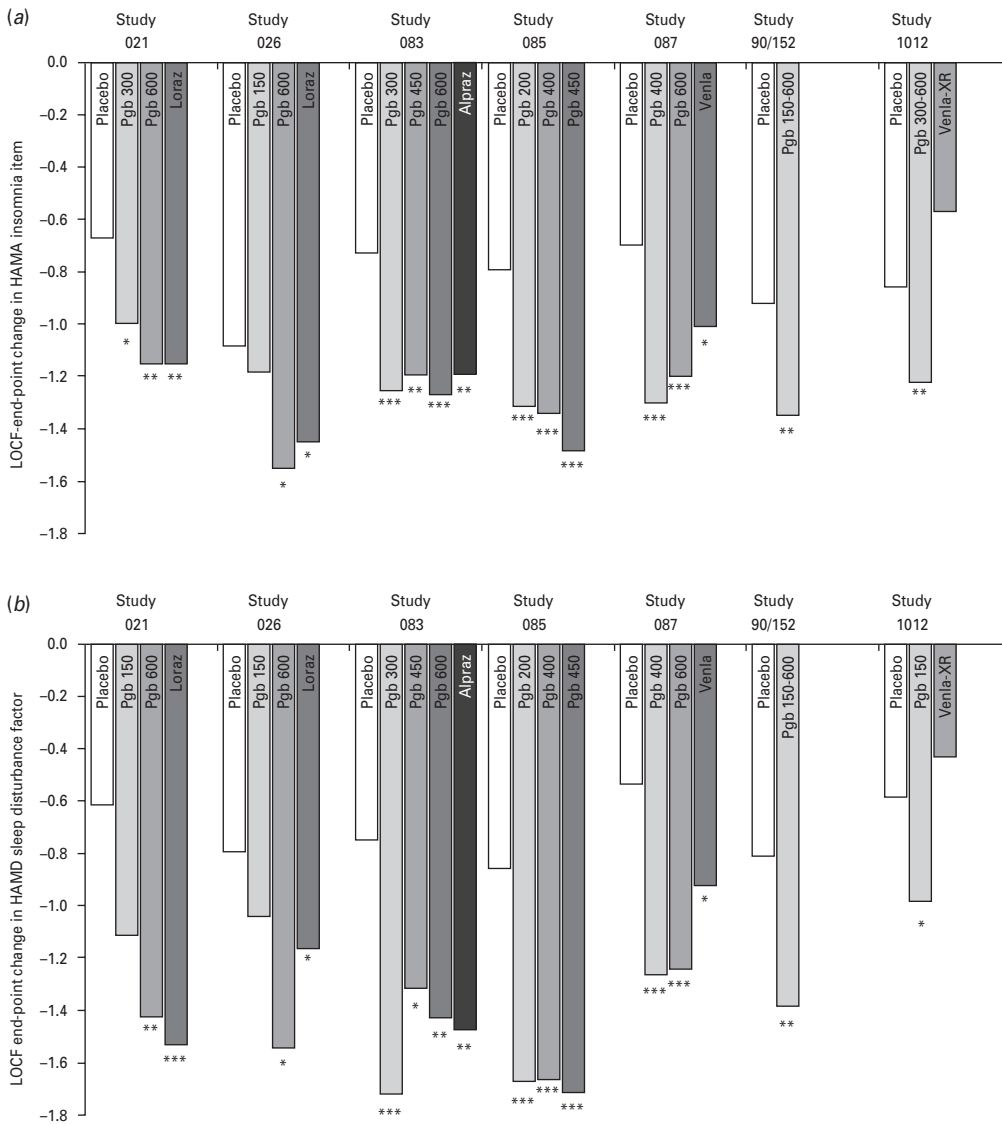 (a)
Study Study Study Study Study Study Study
021 026 083 085 087 90/152 1012
LOCF-end-point change in HAMA insomnia item
0.0
–0.2
–0.4
–0.6
–0.8
–1.0
–1.2
–1.4
–1.6
–1.8
Placebo Pgb 300 Pgb 600 Loraz
Placebo Pgb 150 Pgb 600 Loraz
Placebo Pgb 300 Pgb 450 Pgb 600 Alpraz
Placebo Pgb 200 Pgb 400 Pgb 450
Placebo Pgb 400 Pgb 600 Venla
Placebo Pgb 150-600
Placebo Pgb 300-600 Venla-XR
* ** **
* *
*** ** *** **
*** *** ***
*** *** *
**
**
(b)
Study Study Study Study Study Study Study
021 026 083 085 087 90/152 1012
LOCF end-point change in HAMD sleep disturbance factor
0.0
–0.2
–0.4
–0.6
–0.8
–1.0
–1.2
–1.4
–1.6
–1.8
Placebo Pgb 150 Pgb 600 Loraz
Placebo Pgb 150 Pgb 600 Loraz
Placebo Pgb 300 Pgb 450 Pgb 600 Alpraz
Placebo Pgb 200 Pgb 400 Pgb 450
Placebo Pgb 400 Pgb 600 Venla
Placebo Pgb 150-600
Placebo Pgb 150 Venla-XR
** ***
* *
*** * ** **
*** *** ***
*** *** *
**
*